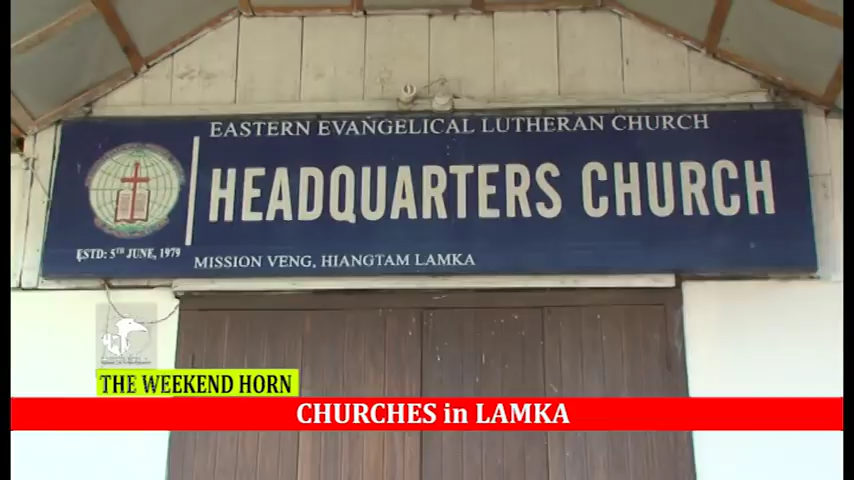 EASTERN EVANGELICAL LUTHERAN CHURCH
HEADQUARTERS CHURCH
ESTD: 5TH JUNE, 1979
MISSION VENG, HIANGTAM LAMKA
THE WEEKEND HORN
CHURCHES in LAMKA